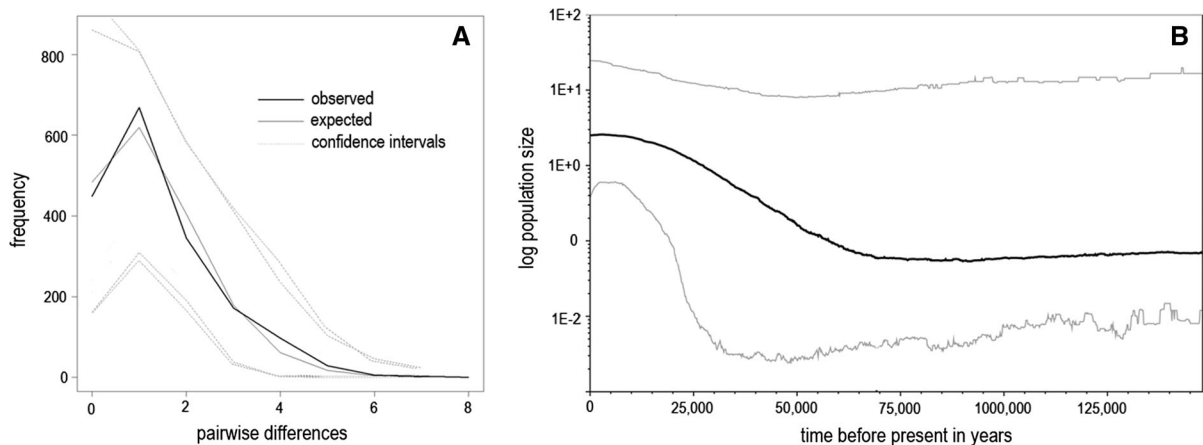 A
800
600
400
200
0
frequency
observed
expected
confidence intervals
0 2 4 6 8
pairwise differences
B
1E+2
1E+1
1E+0
0
1E-2
log population size
0 25,000 50,000 75,000 1000,000 125,000
time before present in years